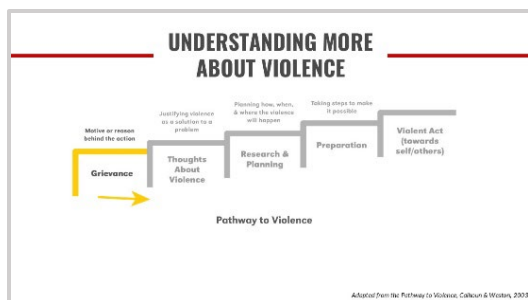 UNDERSTANDING MORE
ABOUT VIOLENCE
Motive or reason
behind the action
Grievance
Justifying violence
as a solution to a
problem
Thoughts
About
Violence
Planning how, when,
& where the violence
will happen
Research &
Planning
Taking steps to make
it possible
Preparation
Violent Act
(towards
self/others)
Pathway to Violence
Adapted from the Pathway to Violence, Calhoun & Weston, 2003